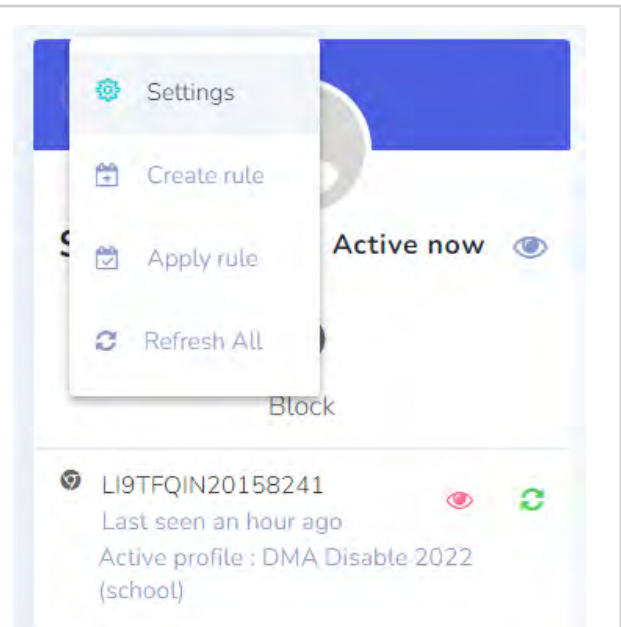 Settings
Create rule
Apply rule
Active now
Refresh All
Block
LI9TFQIN20158241
Last seen an hour ago
Active profile : DMA Disable 2022
(school)